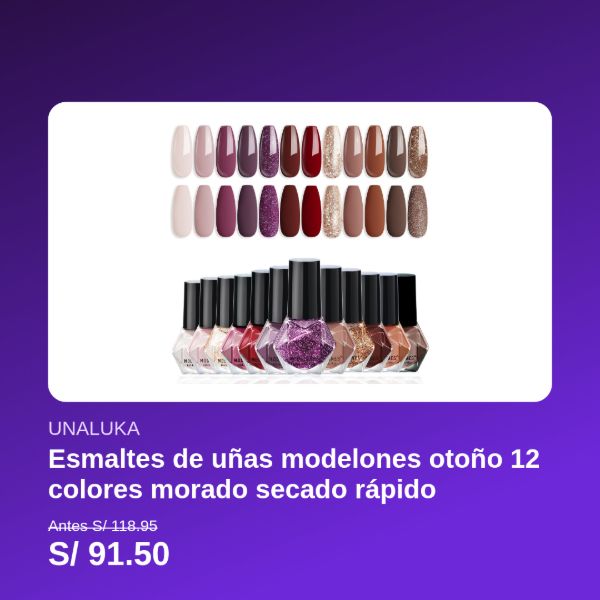 UNALUKA
Esmaltes de uñas modelones otoño 12
colores morado secado rápido
Antes S/ 118.95
S/ 91.50